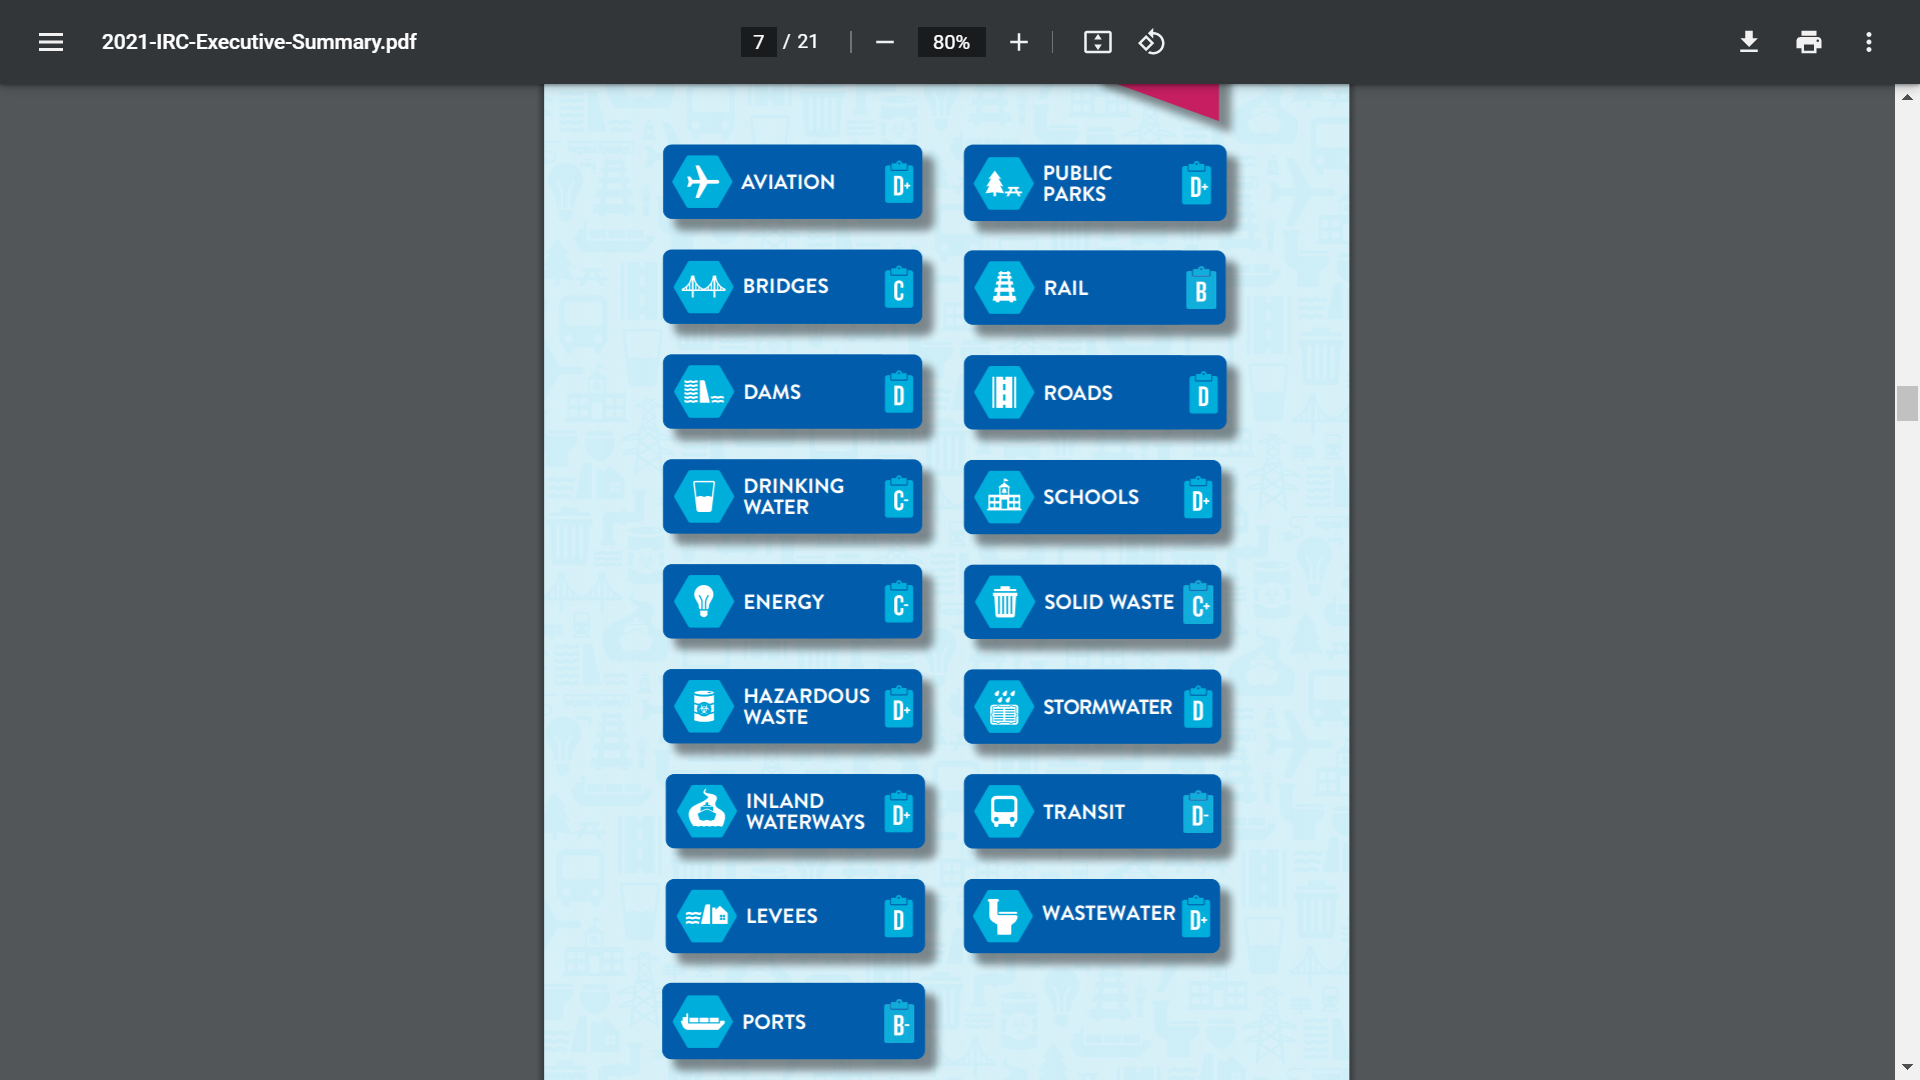 2021-IRC-Executive-Summary.pdf
7 / 21
80%
AVIATION D+
PUBLIC
PARKS D+
BRIDGES C
RAIL B
DAMS D
ROADS D
DRINKING
WATER C-
SCHOOLS D+
ENERGY C-
SOLID WASTE C+
HAZARDOUS
WASTE D+
STORMWATER D
INLAND
WATERWAYS D+
TRANSIT D-
LEVEES D
WASTEWATER D+
PORTS B-